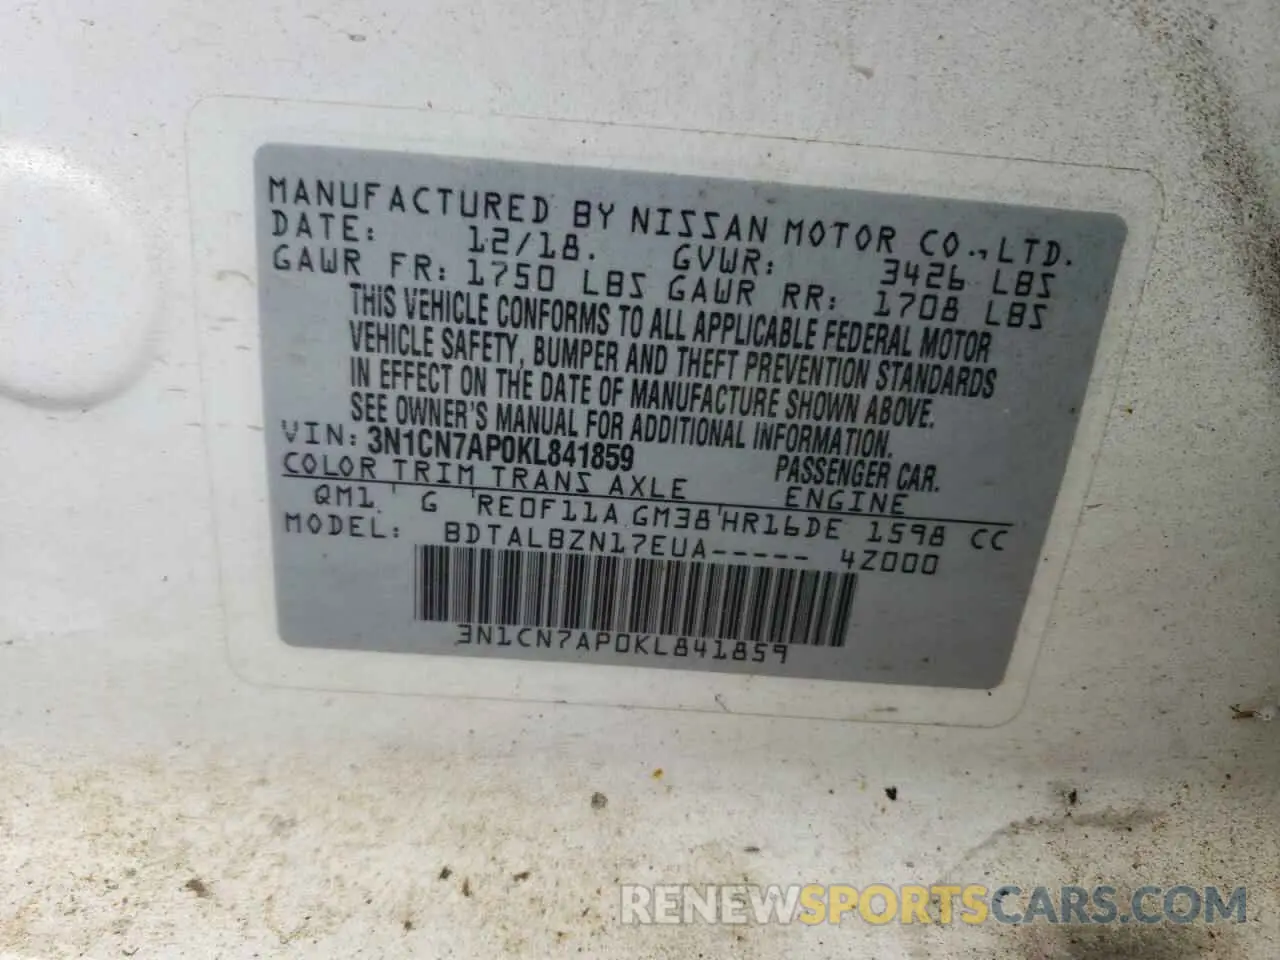 MANUFACTURED BY NISSAN MOTOR CO.,LTD.
DATE: 12/18. GVWR: 3426 LBS
GAWR FR: 1750 LBS GAWR RR: 1708 LBS
THIS VEHICLE CONFORMS TO ALL APPLICABLE FEDERAL MOTOR
VEHICLE SAFETY, BUMPER AND THEFT PREVENTION STANDARDS
IN EFFECT ON THE DATE OF MANUFACTURE SHOWN ABOVE.
SEE OWNER'S MANUAL FOR ADDITIONAL INFORMATION.
VIN: 3N1CN7AP0KL841859 PASSENGER CAR.
COLOR TRIM TRANS AXLE ENGINE
QM1 ' G 'RE0F11A GM38'HR16DE 1598 CC
MODEL: BDTALBZN17EUA----- 4Z000
3N1CN7AP0KL841859
RENEWSPORTSCARS.COM